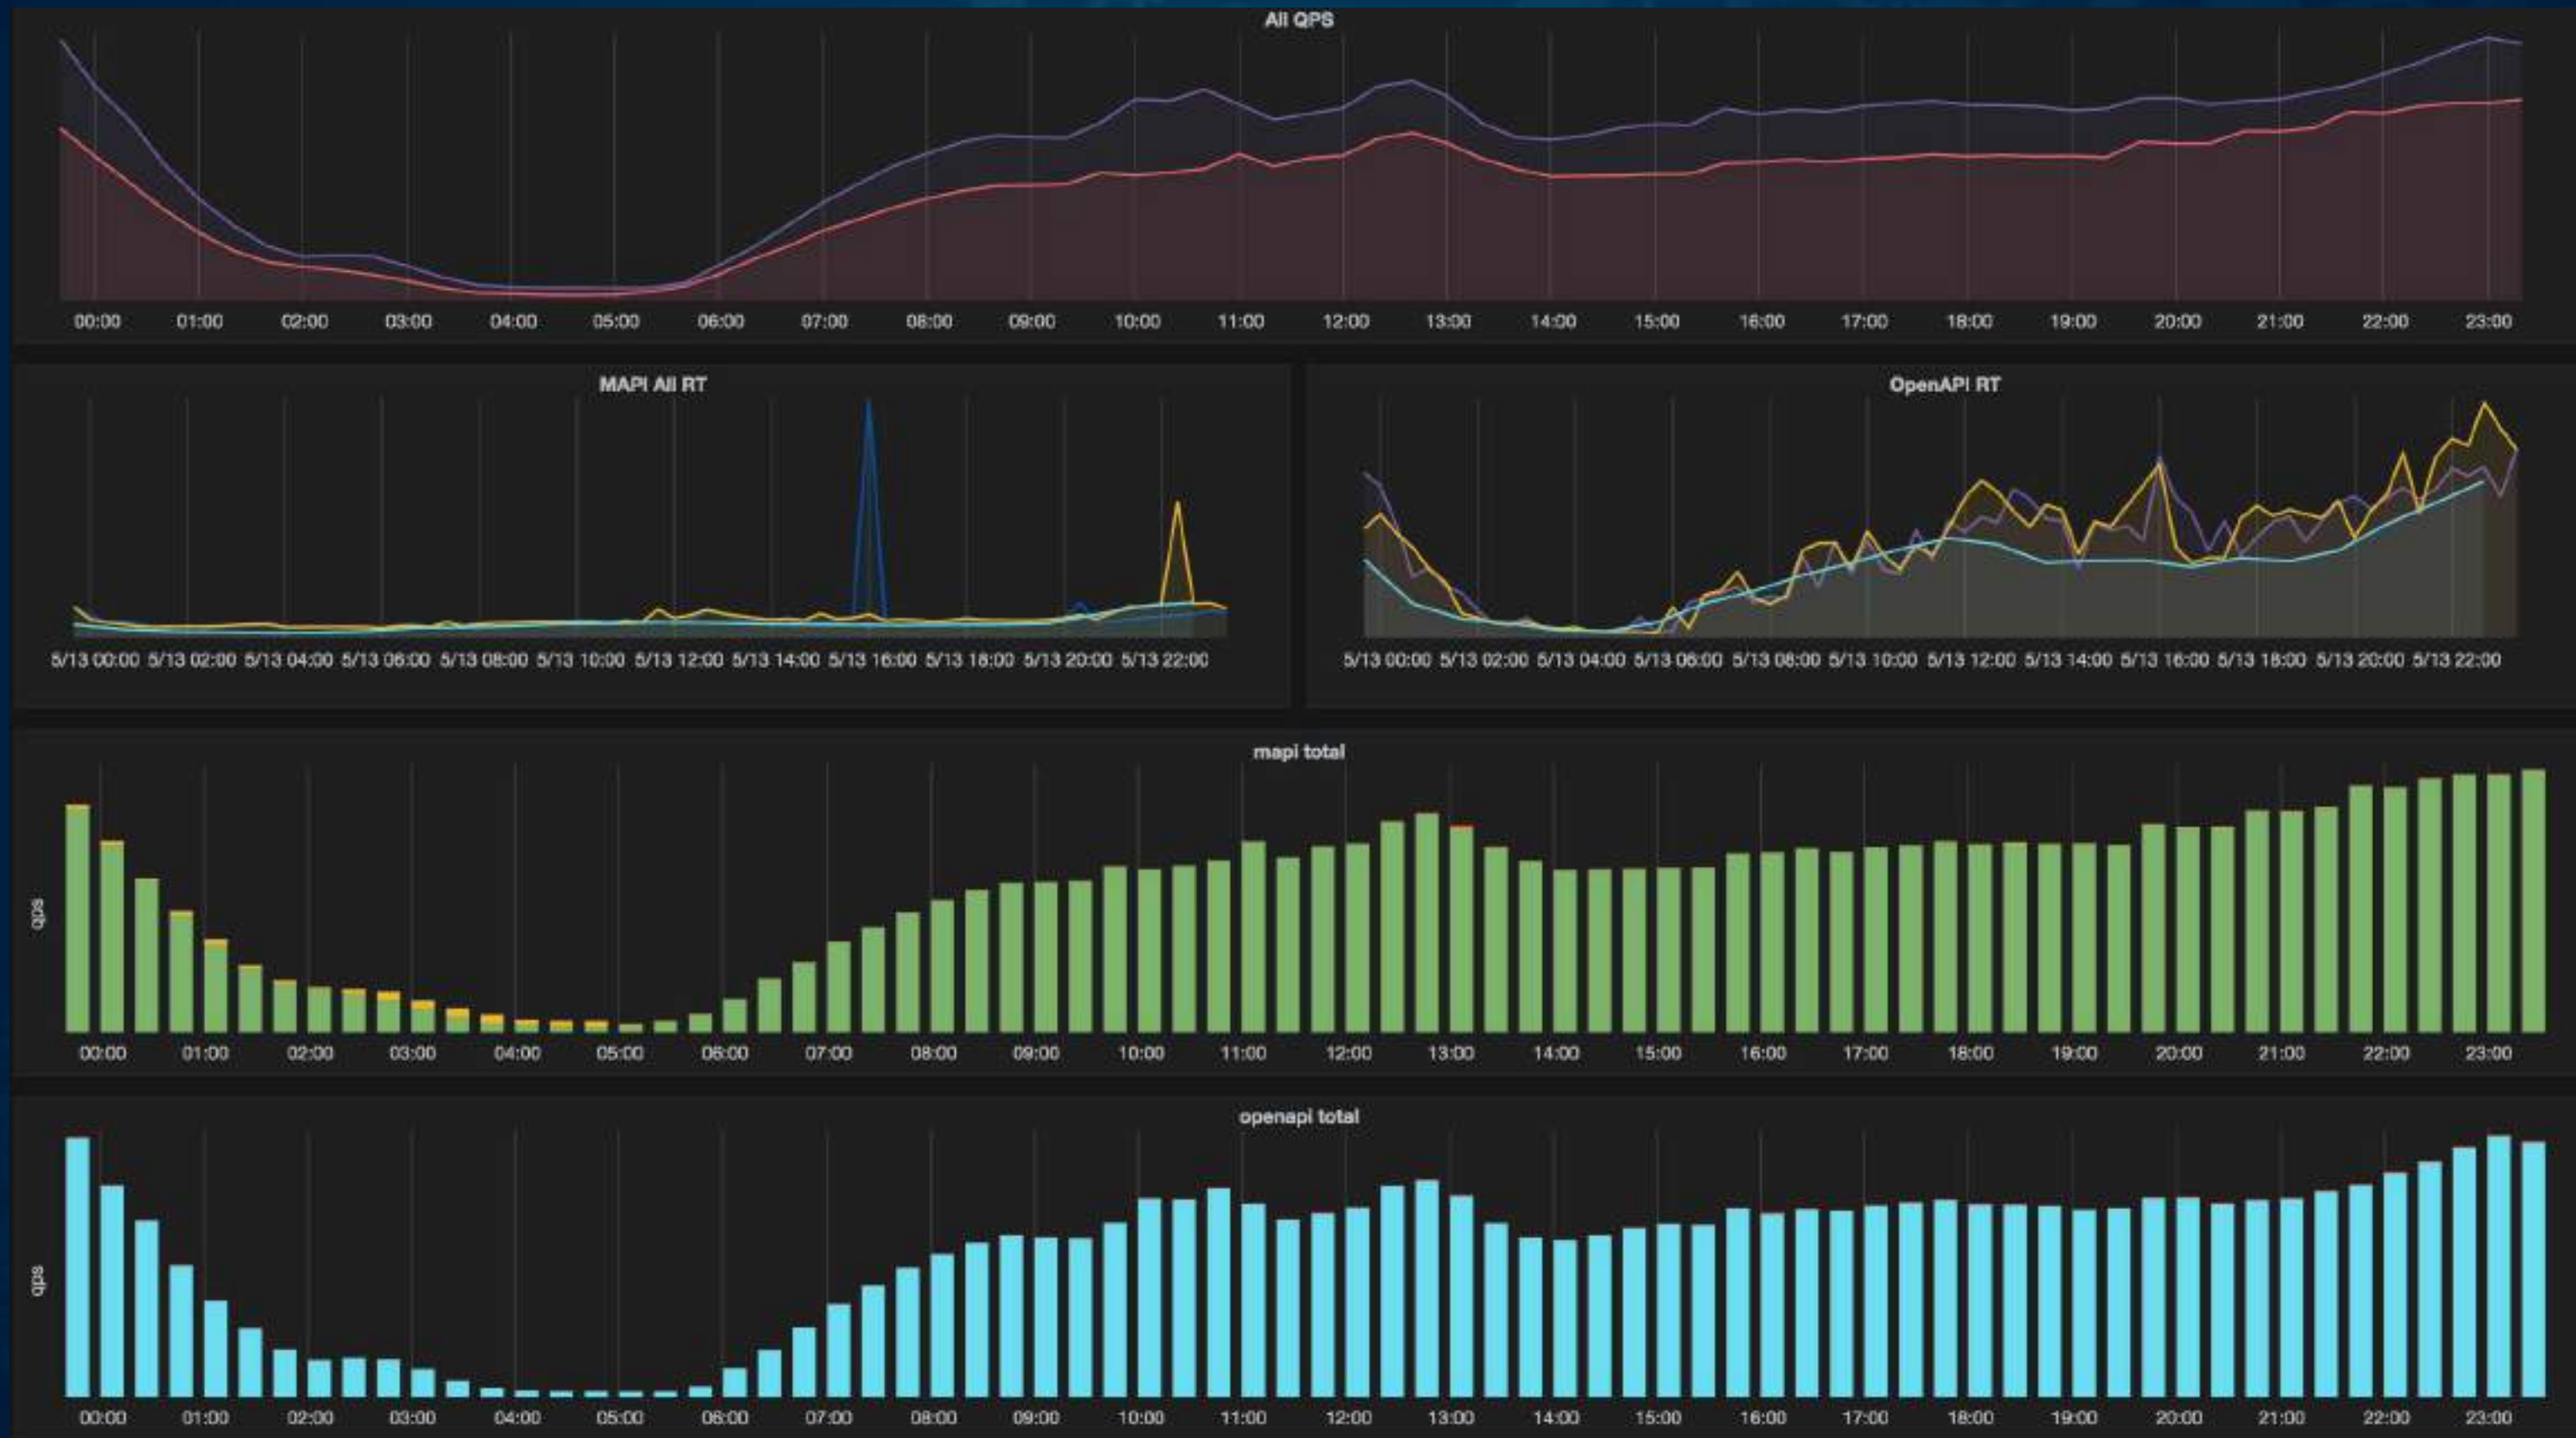 All QPS
00:00 01:00 02:00 03:00 04:00 05:00 06:00 07:00 08:00 09:00 10:00 11:00 12:00 13:00 14:00 15:00 16:00 17:00 18:00 19:00 20:00 21:00 22:00 23:00
MAPI All RT
5/13 00:00 5/13 02:00 5/13 04:00 5/13 06:00 5/13 08:00 5/13 10:00 5/13 12:00 5/13 14:00 5/13 16:00 5/13 18:00 5/13 20:00 5/13 22:00
OpenAPI RT
5/13 00:00 5/13 02:00 5/13 04:00 5/13 06:00 5/13 08:00 5/13 10:00 5/13 12:00 5/13 14:00 5/13 16:00 5/13 18:00 5/13 20:00 5/13 22:00
mapi total
qps
00:00 01:00 02:00 03:00 04:00 05:00 06:00 07:00 08:00 09:00 10:00 11:00 12:00 13:00 14:00 15:00 16:00 17:00 18:00 19:00 20:00 21:00 22:00 23:00
openapi total
qps
00:00 01:00 02:00 03:00 04:00 05:00 06:00 07:00 08:00 09:00 10:00 11:00 12:00 13:00 14:00 15:00 16:00 17:00 18:00 19:00 20:00 21:00 22:00 23:00